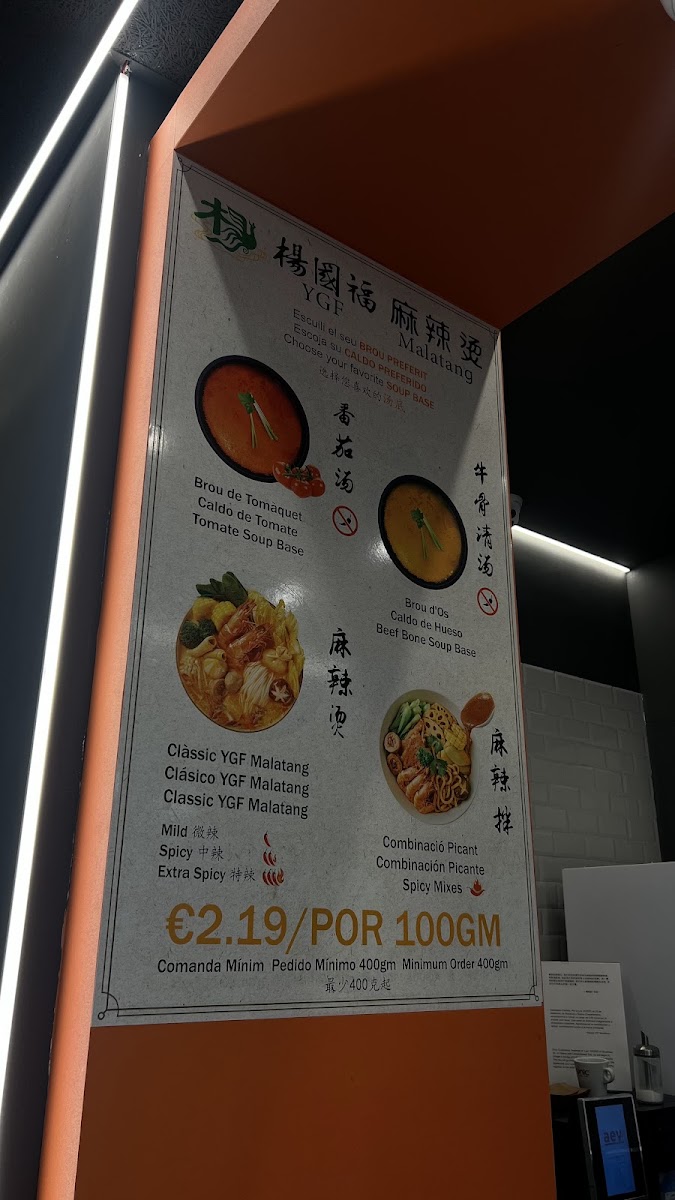 楊國福 麻辣烫
YGF Malatang
Escull el seu BROU PREFERIT
Escoja su CALDO PREFERIDO
Choose your favorite SOUP BASE
选择您喜欢的汤底
番茄汤
Brou de Tomàquet
Caldo de Tomate
Tomate Soup Base
牛骨清汤
Brou d'Os
Caldo de Hueso
Beef Bone Soup Base
麻辣烫
Clàssic YGF Malatang
Clásico YGF Malatang
Classic YGF Malatang
Mild 微辣
Spicy 中辣
Extra Spicy 特辣
麻辣拌
Combinació Picant
Combinación Picante
Spicy Mixes
€2.19/POR 100GM
Comanda Mínim Pedido Mínimo 400gm Minimum Order 400gm
最少400克起